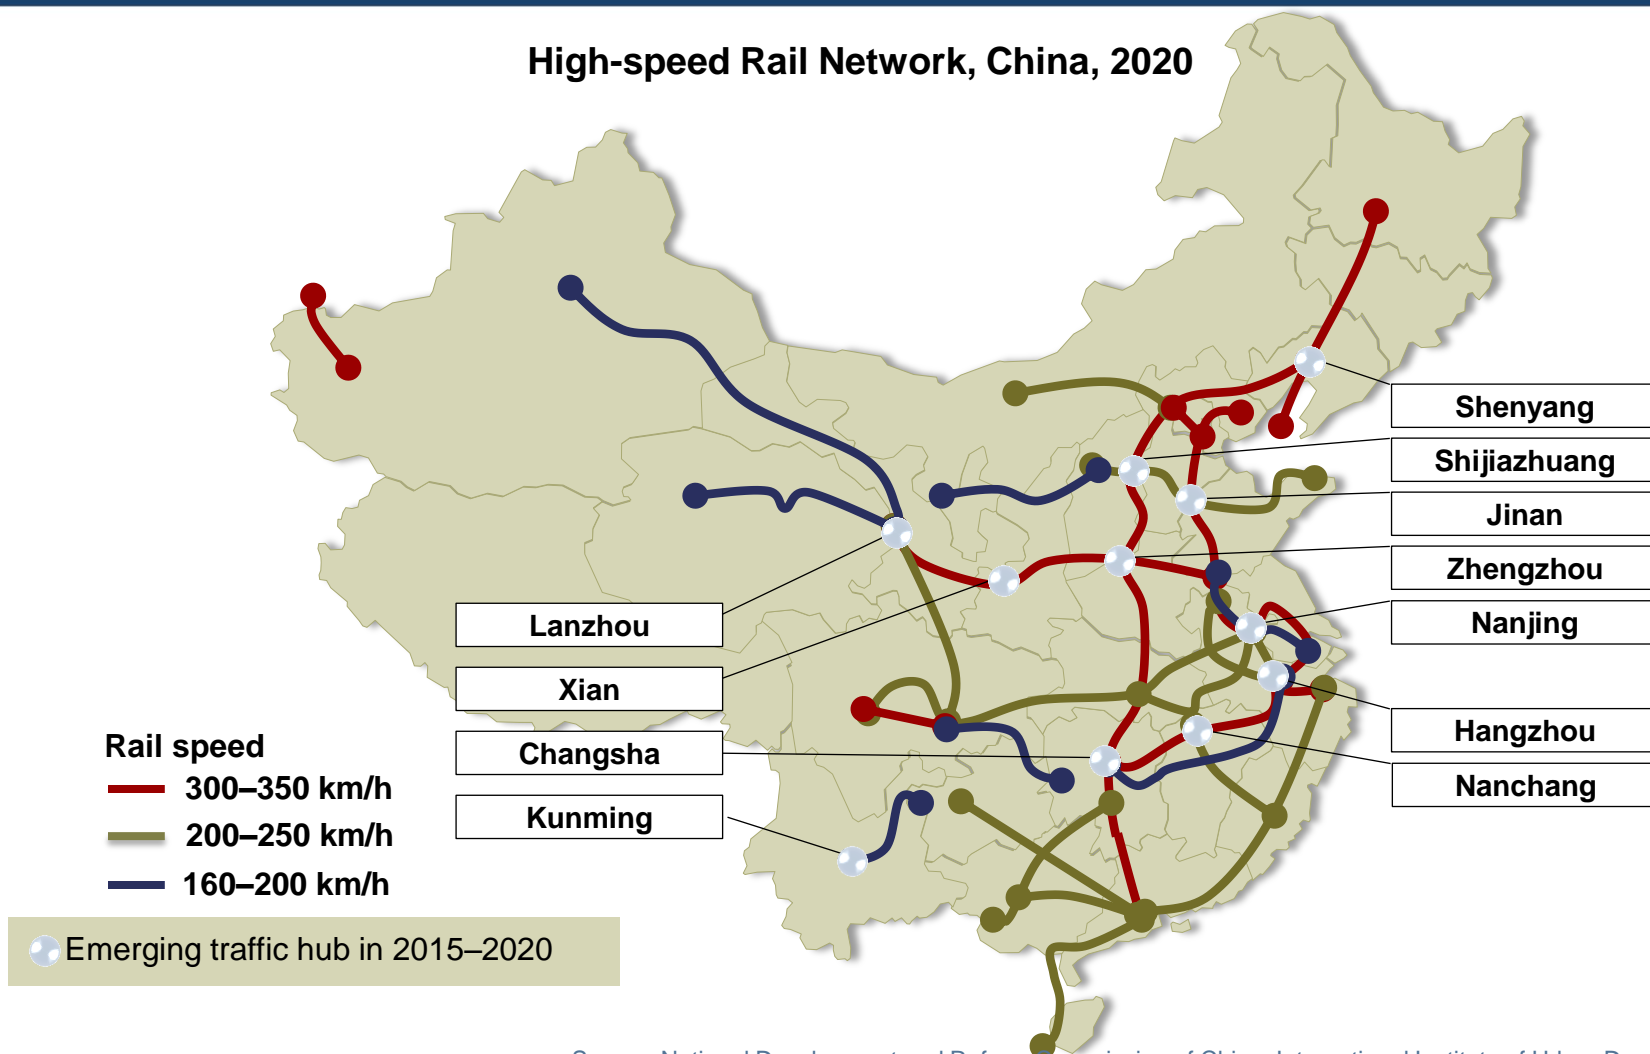 High-speed Rail Network, China, 2020
Shenyang
Shijiazhuang
Jinan
Zhengzhou
Nanjing
Hangzhou
Nanchang
Lanzhou
Xian
Changsha
Kunming
Rail speed
300–350 km/h
200–250 km/h
160–200 km/h
Emerging traffic hub in 2015–2020